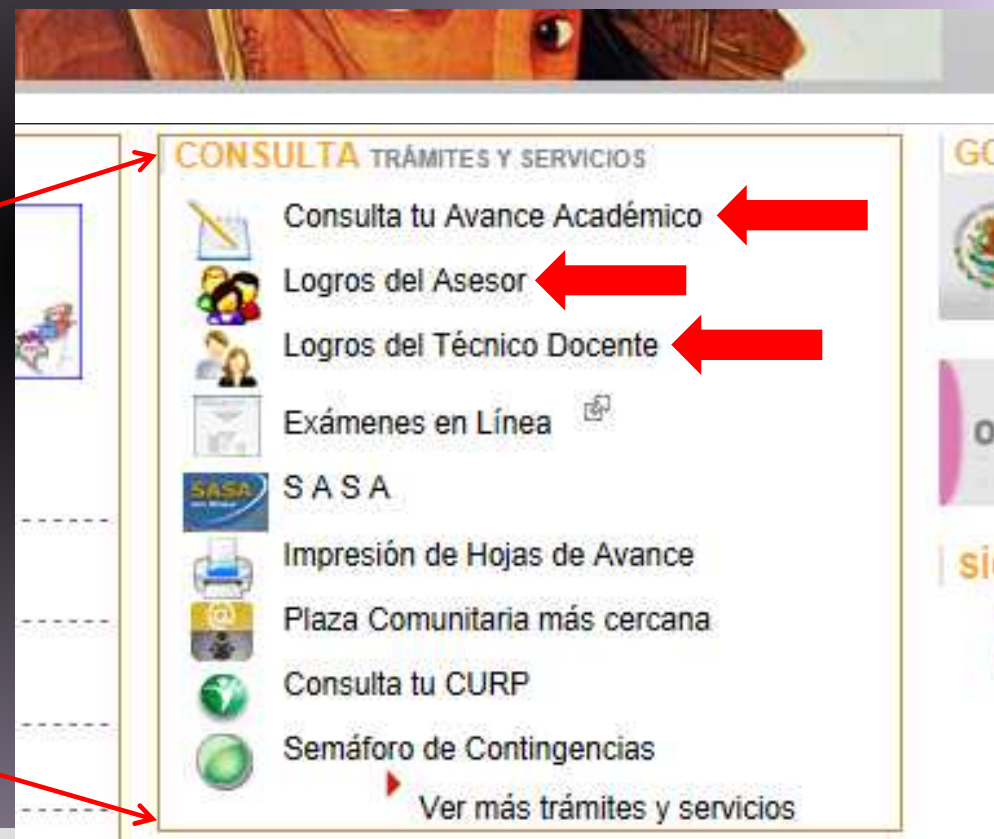 CONSULTA TRÁMITES Y SERVICIOS
Consulta tu Avance Académico
Logros del Asesor
Logros del Técnico Docente
Exámenes en Línea
SASA
S A S A
Impresión de Hojas de Avance
Plaza Comunitaria más cercana
Consulta tu CURP
Semáforo de Contingencias
Ver más trámites y servicios